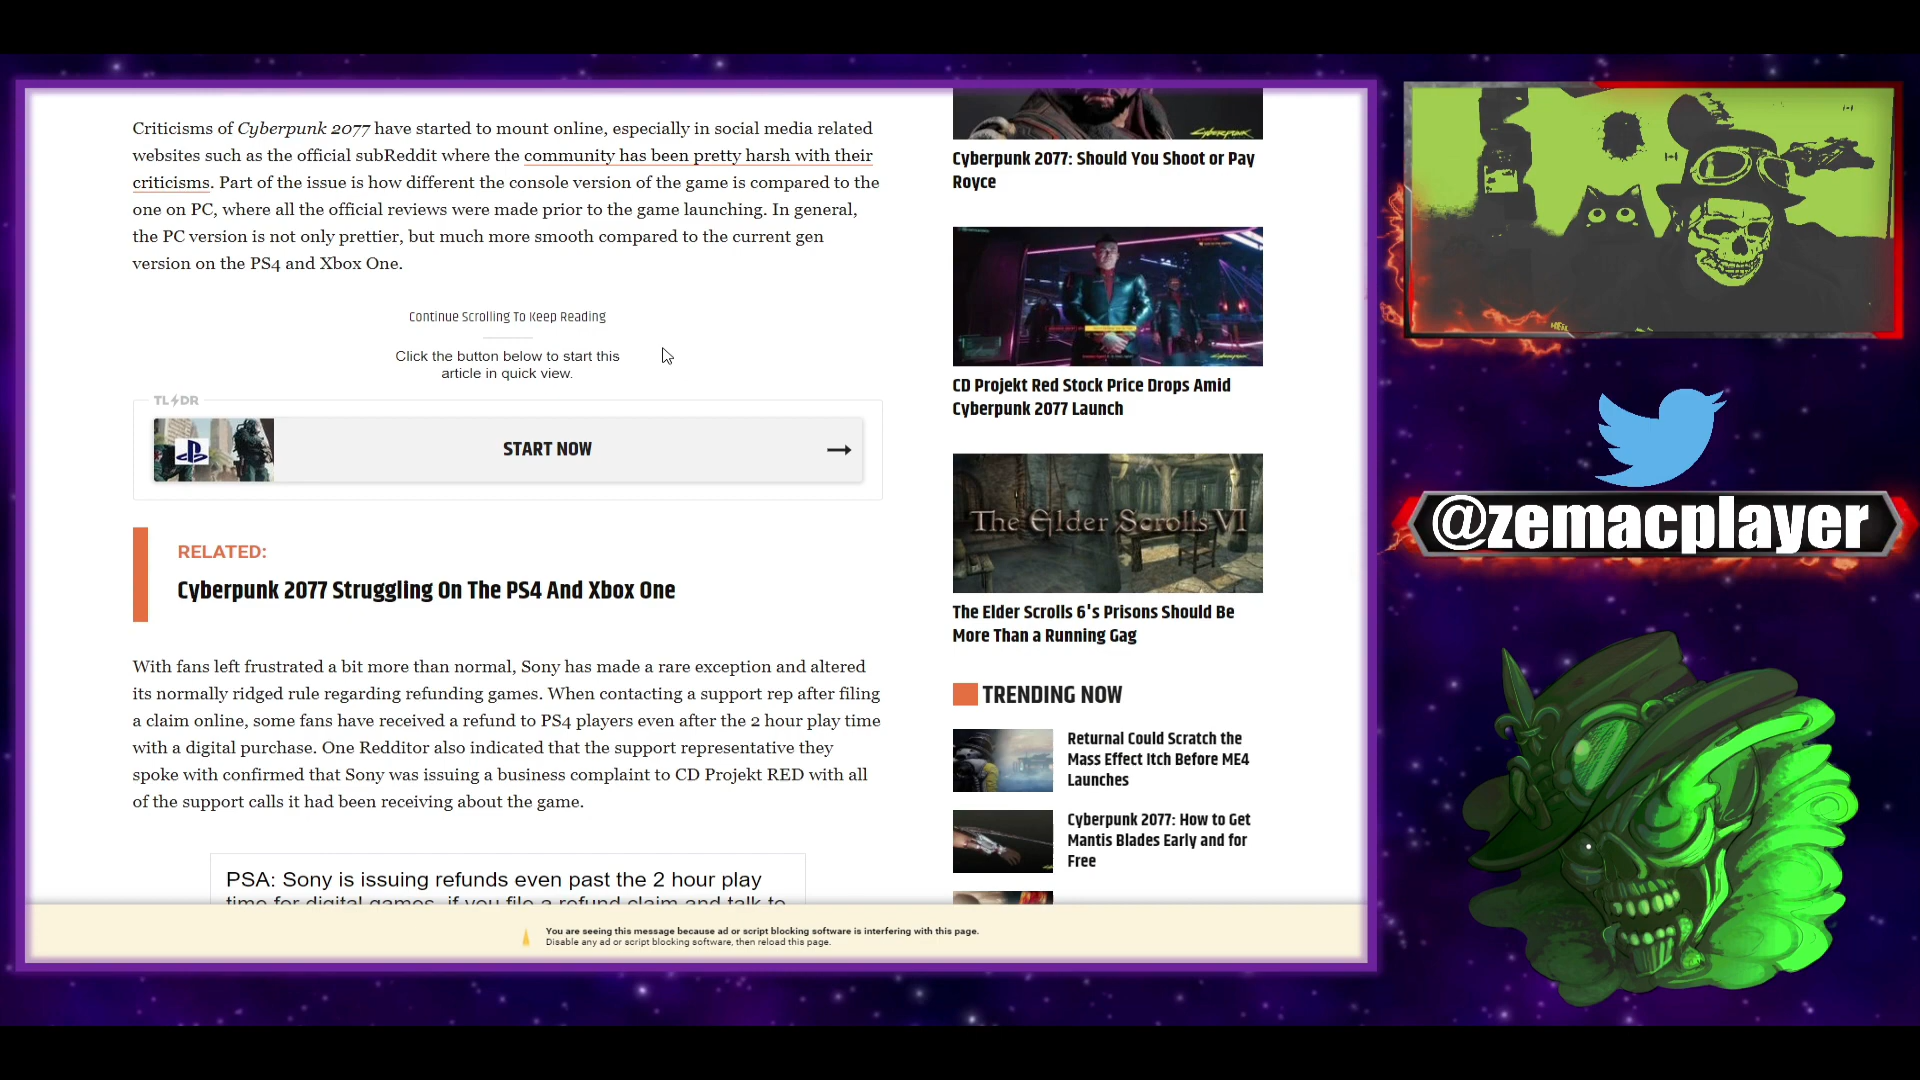 Criticisms of Cyberpunk 2077 have started to mount online, especially in social media related
websites such as the official subReddit where the community has been pretty harsh with their
criticisms. Part of the issue is how different the console version of the game is compared to the
one on PC, where all the official reviews were made prior to the game launching. In general,
the PC version is not only prettier, but much more smooth compared to the current gen
version on the PS4 and Xbox One.
Continue Scrolling To Keep Reading
Click the button below to start this
article in quick view.
TL DR
START NOW
RELATED:
Cyberpunk 2077 Struggling On The PS4 And Xbox One
With fans left frustrated a bit more than normal, Sony has made a rare exception and altered
its normally ridged rule regarding refunding games. When contacting a support rep after filing
a claim online, some fans have received a refund to PS4 players even after the 2 hour play time
with a digital purchase. One Redditor also indicated that the support representative they
spoke with confirmed that Sony was issuing a business complaint to CD Projekt RED with all
of the support calls it had been receiving about the game.
PSA: Sony is issuing refunds even past the 2 hour play
time for digital games, if you file a refund claim and talk to
You are seeing this message because ad or script blocking software is interfering with this page.
Disable any ad or script blocking software, then reload this page.
Cyberpunk
Cyberpunk 2077: Should You Shoot or Pay
Royce
CD Projekt Red Stock Price Drops Amid
Cyberpunk 2077 Launch
The Elder Scrolls VI
The Elder Scrolls 6's Prisons Should Be
More Than a Running Gag
TRENDING NOW
Returnal Could Scratch the
Mass Effect Itch Before ME4
Launches
Cyberpunk 2077: How to Get
Mantis Blades Early and for
Free
@zemacplayer